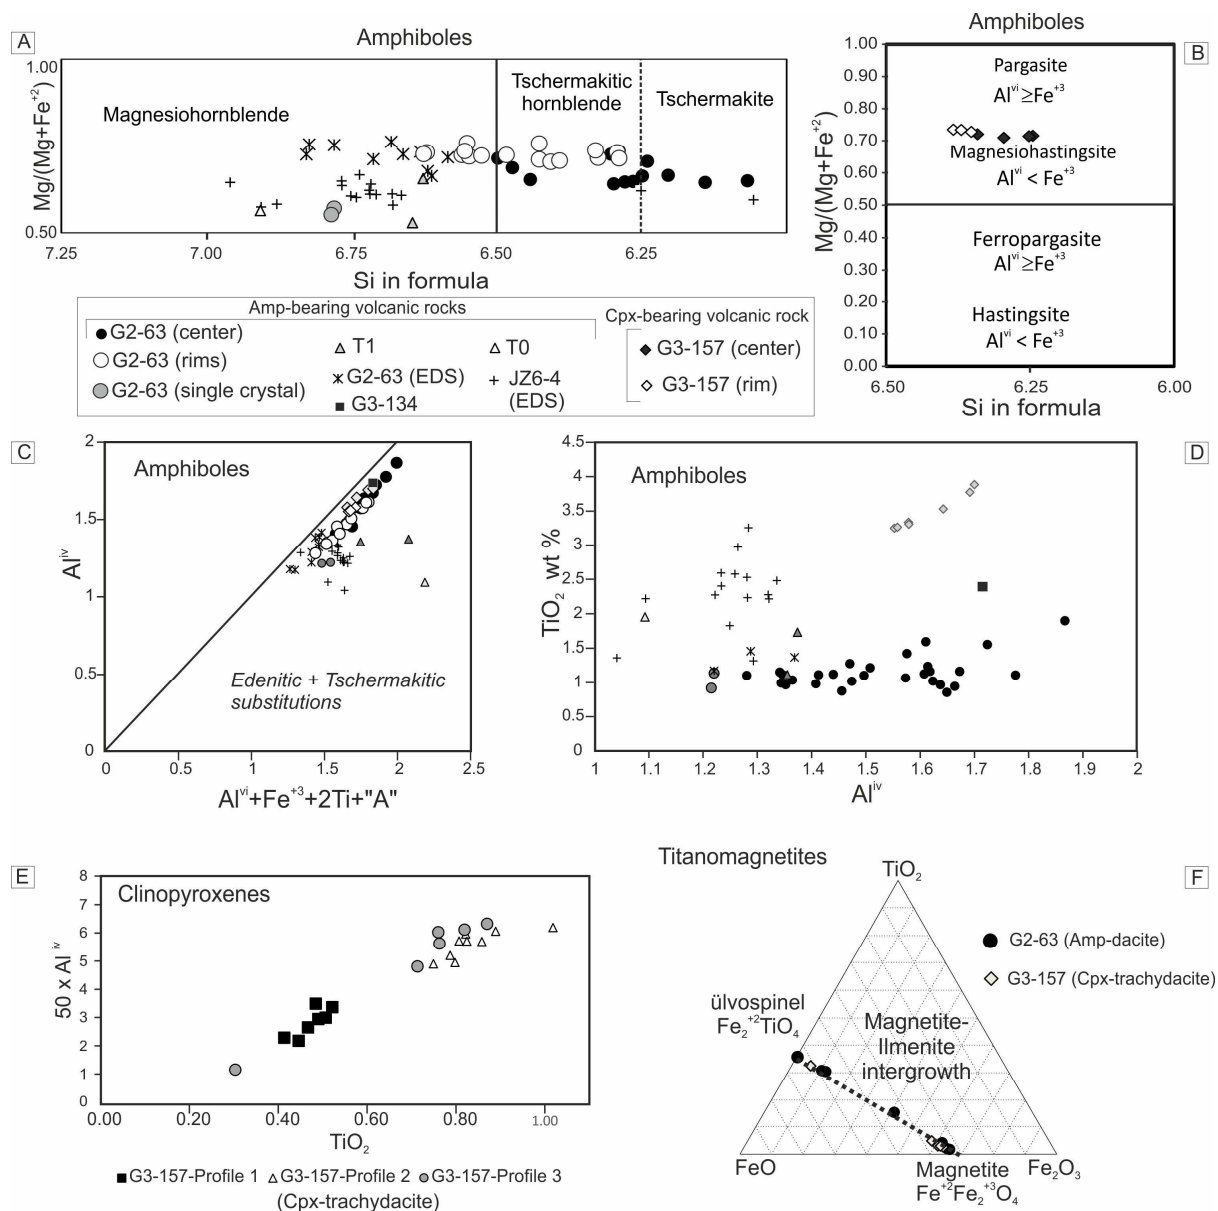 A
Amphiboles
Mg/(Mg+Fe+2)
1.00
0.50
Magnesiohornblende
Tschermakitic
hornblende
Tschermakite
7.25 7.00 6.75 6.50 6.25
Si in formula
B
Amphiboles
Mg/(Mg+Fe+2)
1.00
0.90
0.80
0.70
0.60
0.50
0.40
0.30
0.20
0.10
0.00
Pargasite
Alvi ≥Fe+3
Magnesiohastingsite
Alvi < Fe+3
Ferropargasite
Alvi ≥Fe+3
Hastingsite
Alvi < Fe+3
6.50 6.25 6.00
Si in formula
Amp-bearing volcanic rocks
G2-63 (center)
G2-63 (rims)
G2-63 (single crystal)
T1
G2-63 (EDS)
G3-134
T0
JZ6-4
(EDS)
Cpx-bearing volcanic rock
G3-157 (center)
G3-157 (rim)
C
Amphiboles
Aliv
2
1.5
1
0.5
0
Edenitic + Tschermakitic
substitutions
0 0.5 1 1.5 2 2.5
Alvi+Fe+3+2Ti+"A"
D
Amphiboles
TiO2 wt %
4.5
4
3.5
3
2.5
2
1.5
1
0.5
0
1 1.1 1.2 1.3 1.4 1.5 1.6 1.7 1.8 1.9 2
Aliv
E
Clinopyroxenes
50 x Al iv
8
7
6
5
4
3
2
1
0
0.00 0.20 0.40 0.60 0.80 1.00
TiO2
G3-157-Profile 1 G3-157-Profile 2 G3-157-Profile 3
(Cpx-trachydacite)
F
Titanomagnetites
TiO2
G2-63 (Amp-dacite)
G3-157 (Cpx-trachydacite)
ülvospinel
Fe2+2TiO4
Magnetite-
Ilmenite
intergrowth
FeO
Magnetite
Fe+2Fe2+3O4
Fe2O3